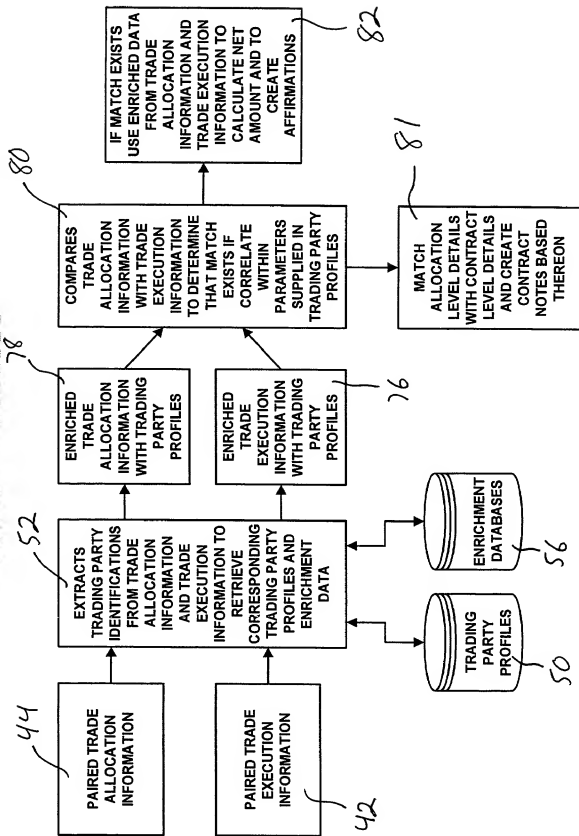 44
PAIRED TRADE
ALLOCATION
INFORMATION
PAIRED TRADE
EXECUTION
INFORMATION
42
52
EXTRACTS
TRADING PARTY
IDENTIFICATIONS
FROM TRADE
ALLOCATION
INFORMATION
AND TRADE
EXECUTION
INFORMATION TO
RETRIEVE
CORRESPONDING
TRADING PARTY
PROFILES AND
ENRICHMENT
DATA
TRADING
PARTY
PROFILES
50
ENRICHMENT
DATABASES
56
78
ENRICHED
TRADE
ALLOCATION
INFORMATION
WITH TRADING
PARTY
PROFILES
ENRICHED
TRADE
EXECUTION
INFORMATION
WITH TRADING
PARTY
PROFILES
76
80
COMPARES
TRADE
ALLOCATION
INFORMATION
WITH TRADE
EXECUTION
INFORMATION
TO DETERMINE
THAT MATCH
EXISTS IF
CORRELATE
WITHIN
PARAMETERS
SUPPLIED IN
TRADING PARTY
PROFILES
IF MATCH EXISTS
USE ENRICHED DATA
FROM TRADE
ALLOCATION
INFORMATION AND
TRADE EXECUTION
INFORMATION TO
CALCULATE NET
AMOUNT AND TO
CREATE
AFFIRMATIONS
82
81
MATCH
ALLOCATION
LEVEL DETAILS
WITH CONTRACT
LEVEL DETAILS
AND CREATE
CONTRACT
NOTES BASED
THEREON